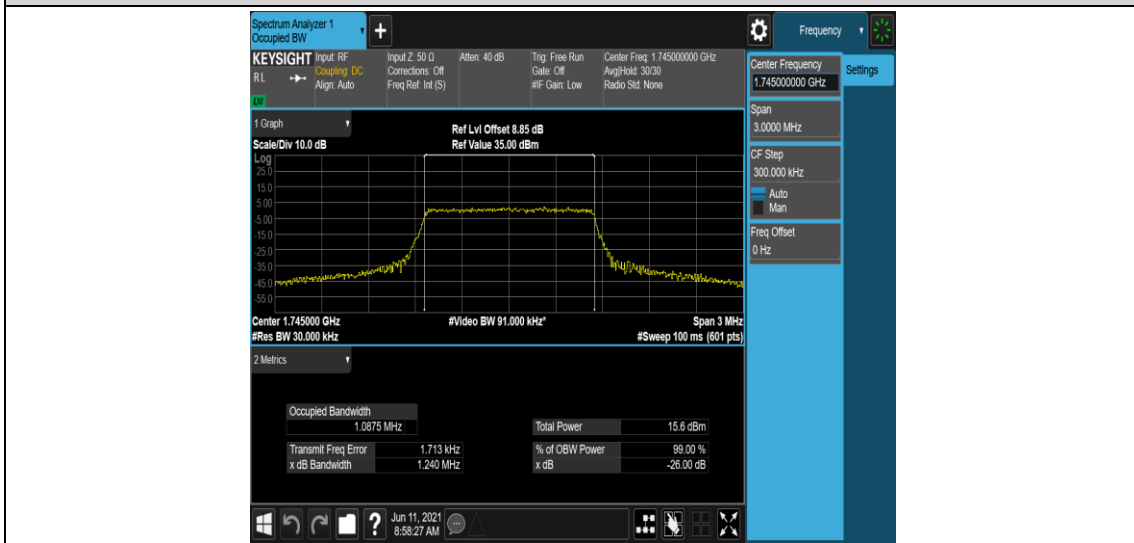 Spectrum Analyzer 1
Occupied BW
+
Frequency
KEYSIGHT
RL
LXI
Input: RF
Coupling: DC
Align: Auto
Input Z: 50 Ω
Corrections: Off
Freq Ref: Int (S)
Atten: 40 dB
Trig: Free Run
Gate: Off
#IF Gain: Low
Center Freq: 1.745000000 GHz
Avg|Hold: 30/30
Radio Std: None
Center Frequency
1.745000000 GHz
Settings
Span
3.0000 MHz
CF Step
300.000 kHz
Auto
Man
Freq Offset
0 Hz
1 Graph
Scale/Div 10.0 dB
Ref Lvl Offset 8.85 dB
Ref Value 35.00 dBm
Log
25.0
15.0
5.00
-5.00
-15.0
-25.0
-35.0
-45.0
-55.0
Center 1.745000 GHz
#Res BW 30.000 kHz
#Video BW 91.000 kHz*
Span 3 MHz
#Sweep 100 ms (601 pts)
2 Metrics
Occupied Bandwidth
1.0875 MHz
Total Power 15.6 dBm
Transmit Freq Error 1.713 kHz
% of OBW Power 99.00 %
x dB Bandwidth 1.240 MHz
x dB -26.00 dB
?
Jun 11, 2021
8:58:27 AM